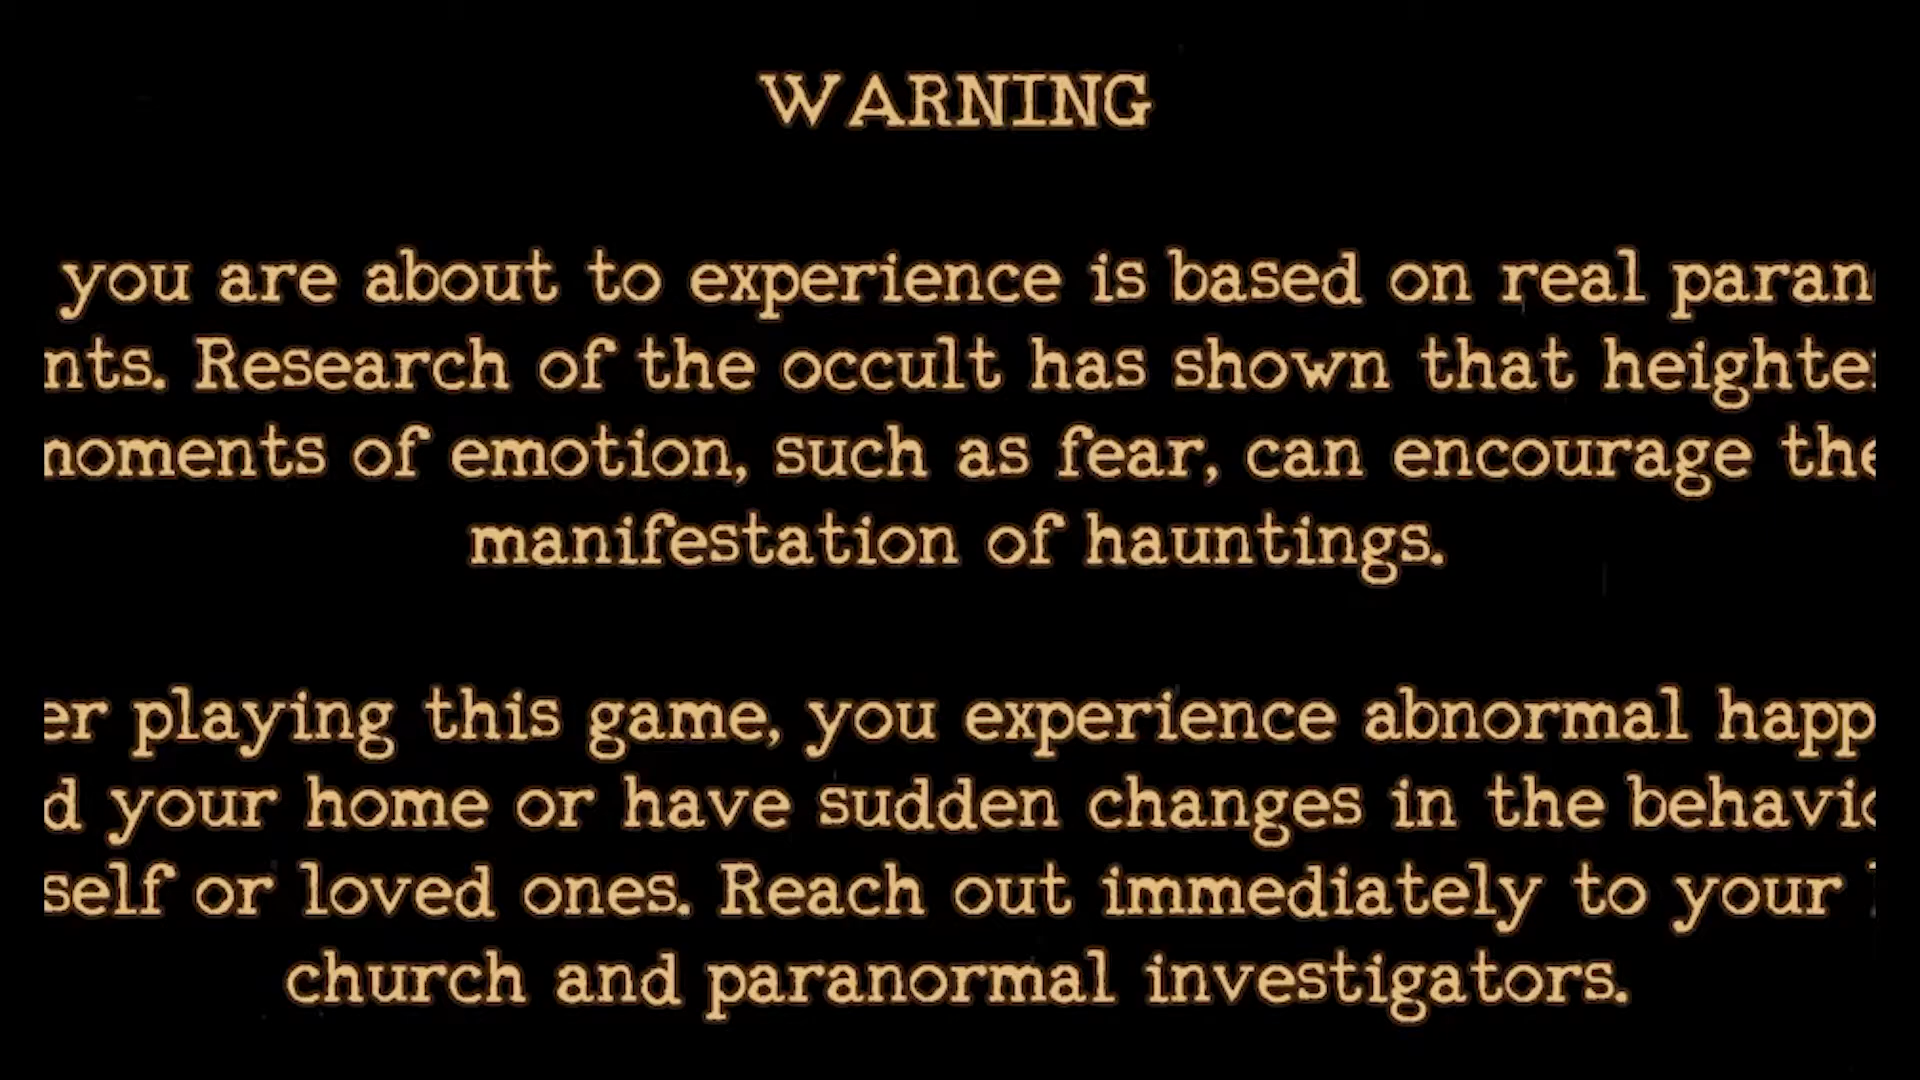 WARNING
you are about to experience is based on real paran
nts. Research of the occult has shown that heighte
moments of emotion, such as fear, can encourage the
manifestation of hauntings.
er playing this game, you experience abnormal happ
d your home or have sudden changes in the behavio
self or loved ones. Reach out immediately to your
church and paranormal investigators.